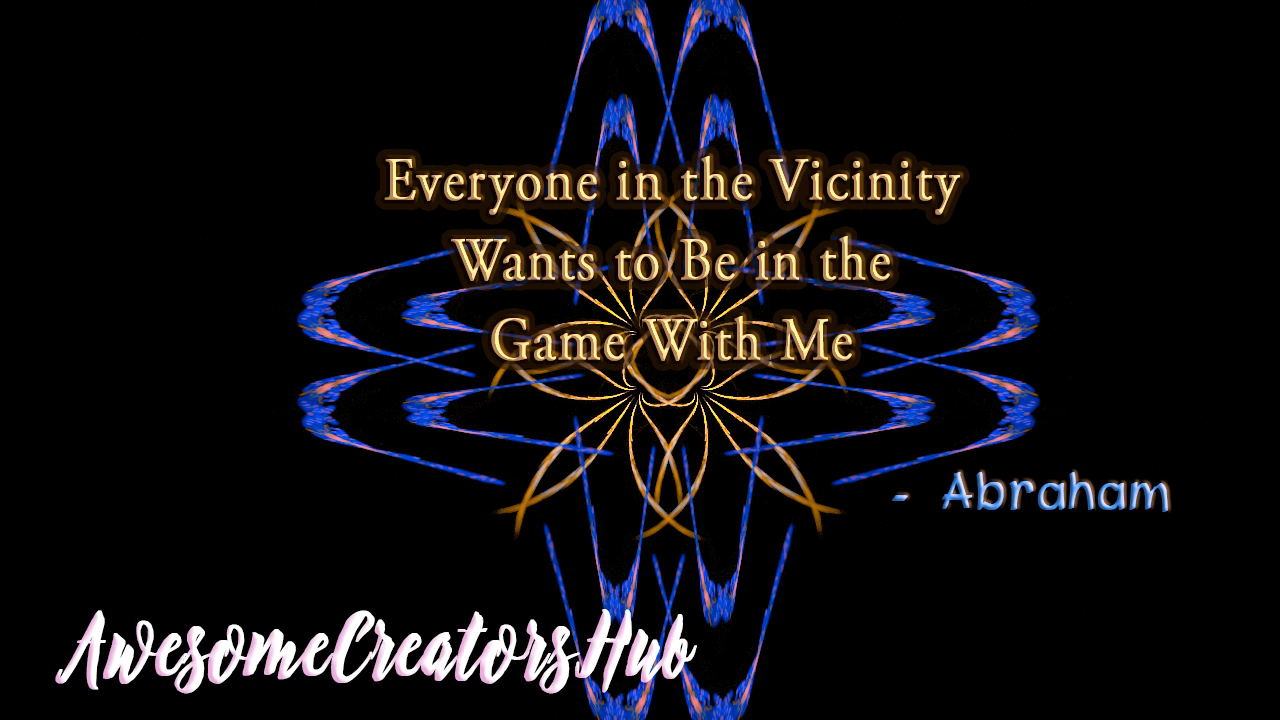 Everyone in the Vicinity
Wants to Be in the
Game With Me
- Abraham
AwesomeCreatorsHub